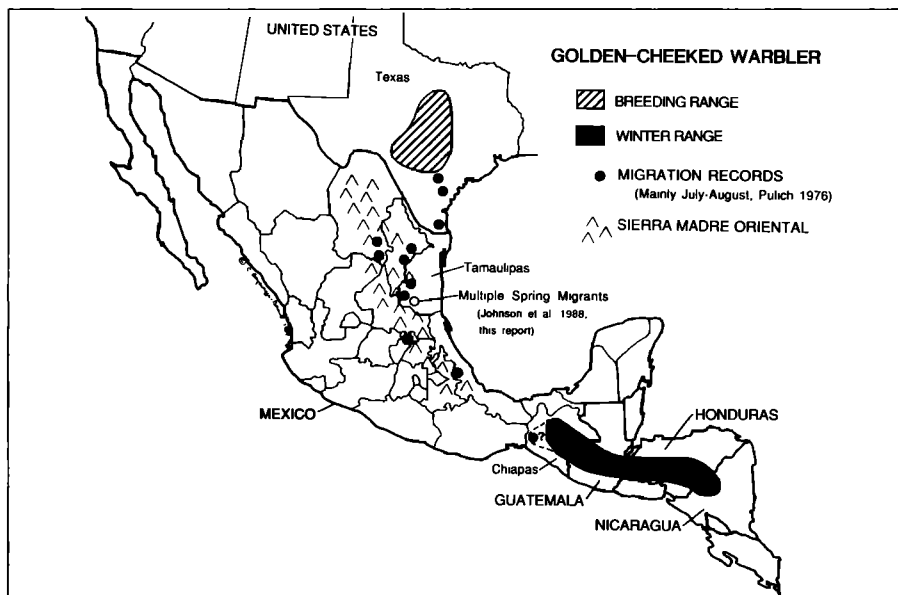 UNITED STATES
Texas
GOLDEN-CHEEKED WARBLER
BREEDING RANGE
WINTER RANGE
MIGRATION RECORDS
(Mainly July-August, Pulich 1976)
SIERRA MADRE ORIENTAL
Tamaulipas
Multiple Spring Migrants
(Johnson et al 1988,
this report)
MEXICO
?
HONDURAS
Chiapas
GUATEMALA
NICARAGUA